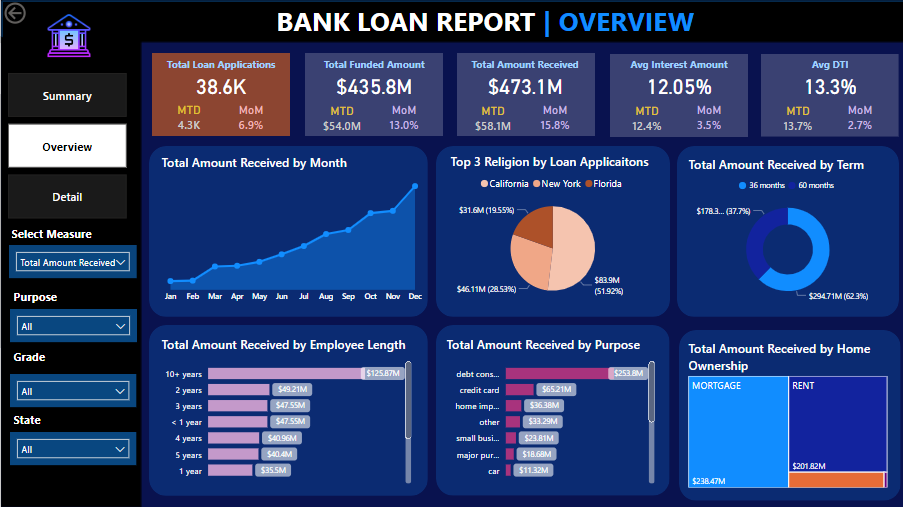 BANK LOAN REPORT | OVERVIEW
Summary
Overview
Detail
Select Measure
Total Amount Received
Purpose
All
Grade
All
State
All
Total Loan Applications
38.6K
MTD MoM
4.3K 6.9%
Total Funded Amount
$435.8M
MTD MoM
$54.0M 13.0%
Total Amount Received
$473.1M
MTD MoM
$58.1M 15.8%
Avg Interest Amount
12.05%
MTD MoM
12.4% 3.5%
Avg DTI
13.3%
MTD MoM
13.7% 2.7%
Total Amount Received by Month
Jan Feb Mar Apr May Jun Jul Aug Sep Oct Nov Dec
Top 3 Religion by Loan Applicaitons
California New York Florida
$31.6M (19.55%)
$46.11M (28.53%)
$83.9M
(51.92%)
Total Amount Received by Term
36 months 60 months
$178.3... (37.7%)
$294.71M (62.3%)
Total Amount Received by Employee Length
10+ years $125.87M
2 years $49.21M
3 years $47.55M
< 1 year $47.55M
4 years $40.96M
5 years $40.4M
1 year $35.5M
Total Amount Received by Purpose
debt cons... $253.8M
credit card $65.21M
home imp... $36.38M
other $33.29M
small busi... $23.81M
major pur... $18.68M
car $11.32M
Total Amount Received by Home
Ownership
MORTGAGE
$238.47M
RENT
$201.82M